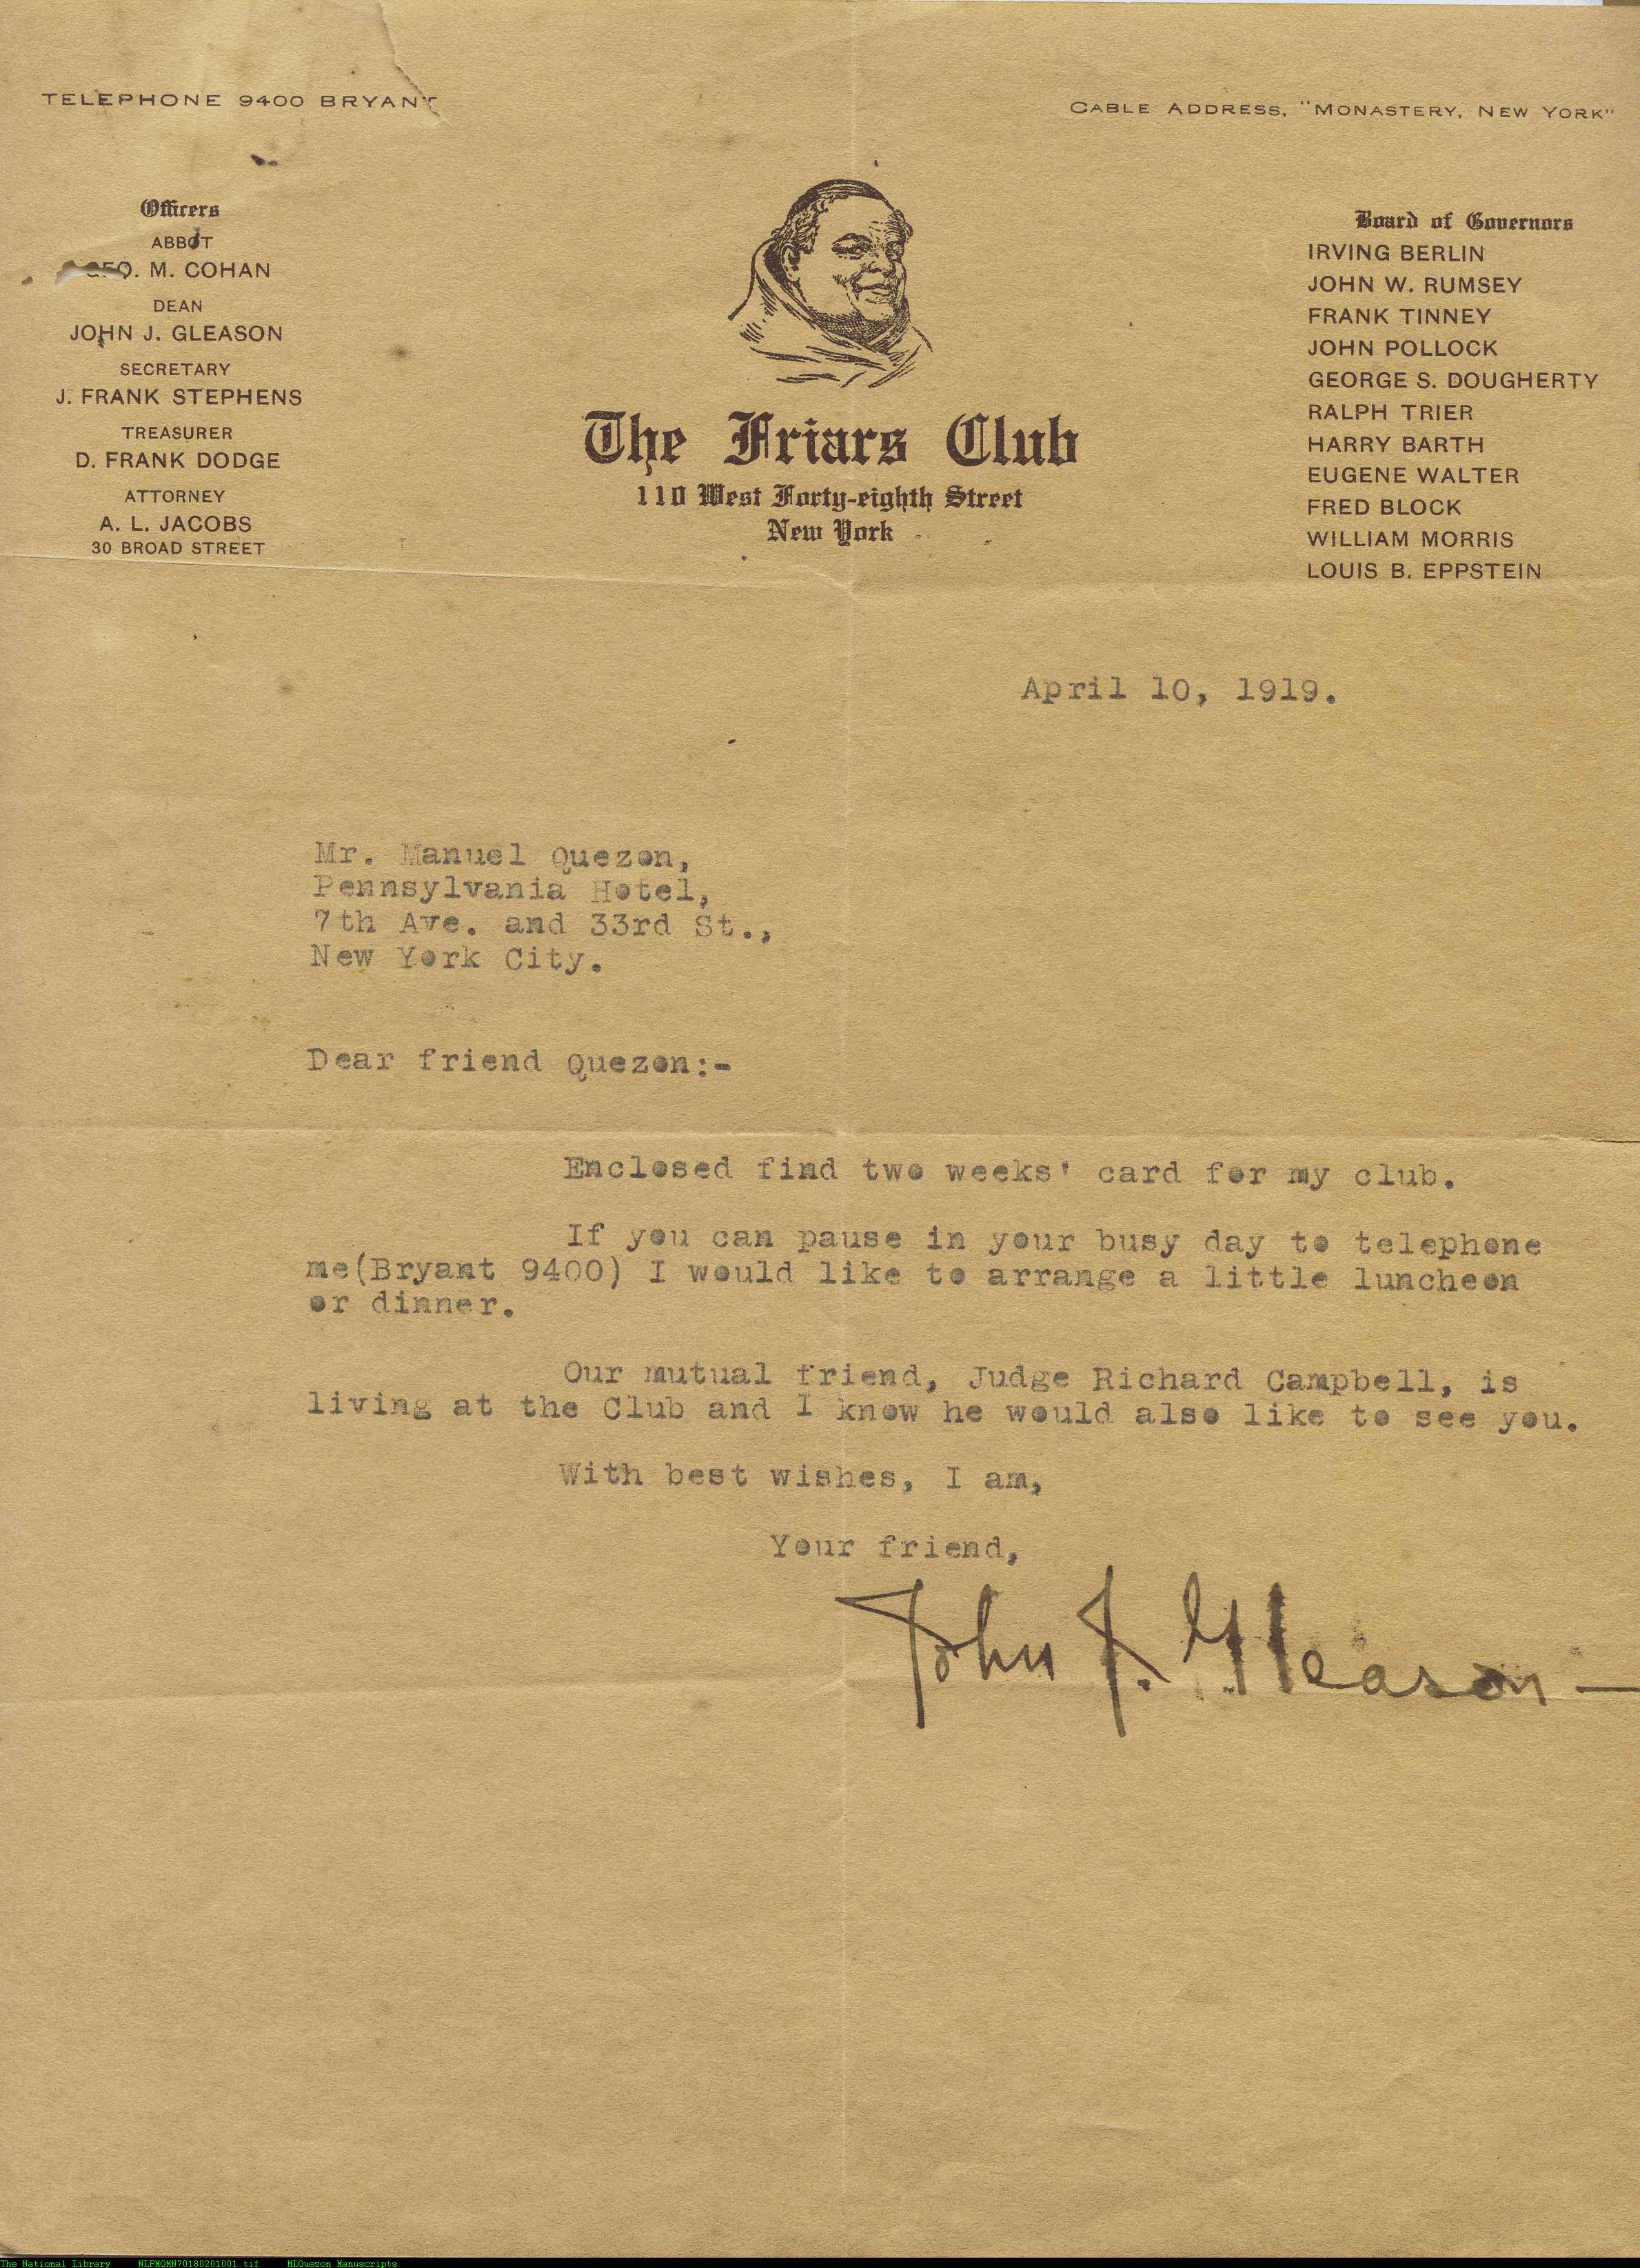 TELEPHONE 9400 BRYANT
CABLE ADDRESS, "MONASTERY, NEW YORK"
Officers
ABBOT
GEO. M. COHAN
DEAN
JOHN J. GLEASON
SECRETARY
J. FRANK STEPHENS
TREASURER
D. FRANK DODGE
ATTORNEY
A. L. JACOBS
30 BROAD STREET
The Friars Club
110 West Forty-eighth Street
New York
Board of Governors
IRVING BERLIN
JOHN W. RUMSEY
FRANK TINNEY
JOHN POLLOCK
GEORGE S. DOUGHERTY
RALPH TRIER
HARRY BARTH
EUGENE WALTER
FRED BLOCK
WILLIAM MORRIS
LOUIS B. EPPSTEIN
April 10, 1919.
Mr. Manuel Quezon,
Pennsylvania Hotel,
7th Ave. and 33rd St.,
New York City.
Dear friend Quezon:-
Enclosed find two weeks' card for my club.
If you can pause in your busy day to telephone
me(Bryant 9400) I would like to arrange a little luncheon
or dinner.
Our mutual friend, Judge Richard Campbell, is
living at the Club and I know he would also like to see you.
With best wishes, I am,
Your friend,
John J. Gleason —
The National Library NLPMQMN70180201001.tif MLQuezon Manuscripts